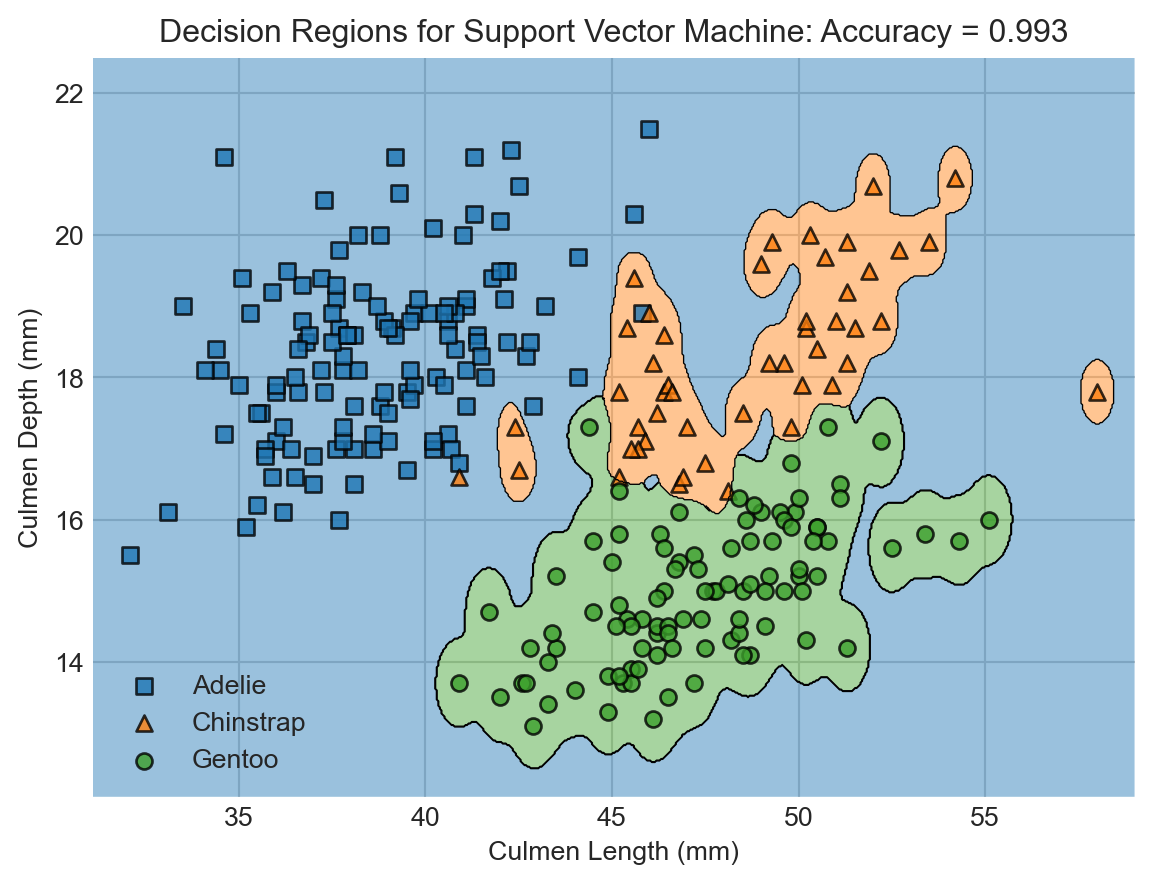 Decision Regions for Support Vector Machine: Accuracy = 0.993
22
20
18
16
14
Culmen Depth (mm)
Adelie
Chinstrap
Gentoo
35 40 45 50 55
Culmen Length (mm)